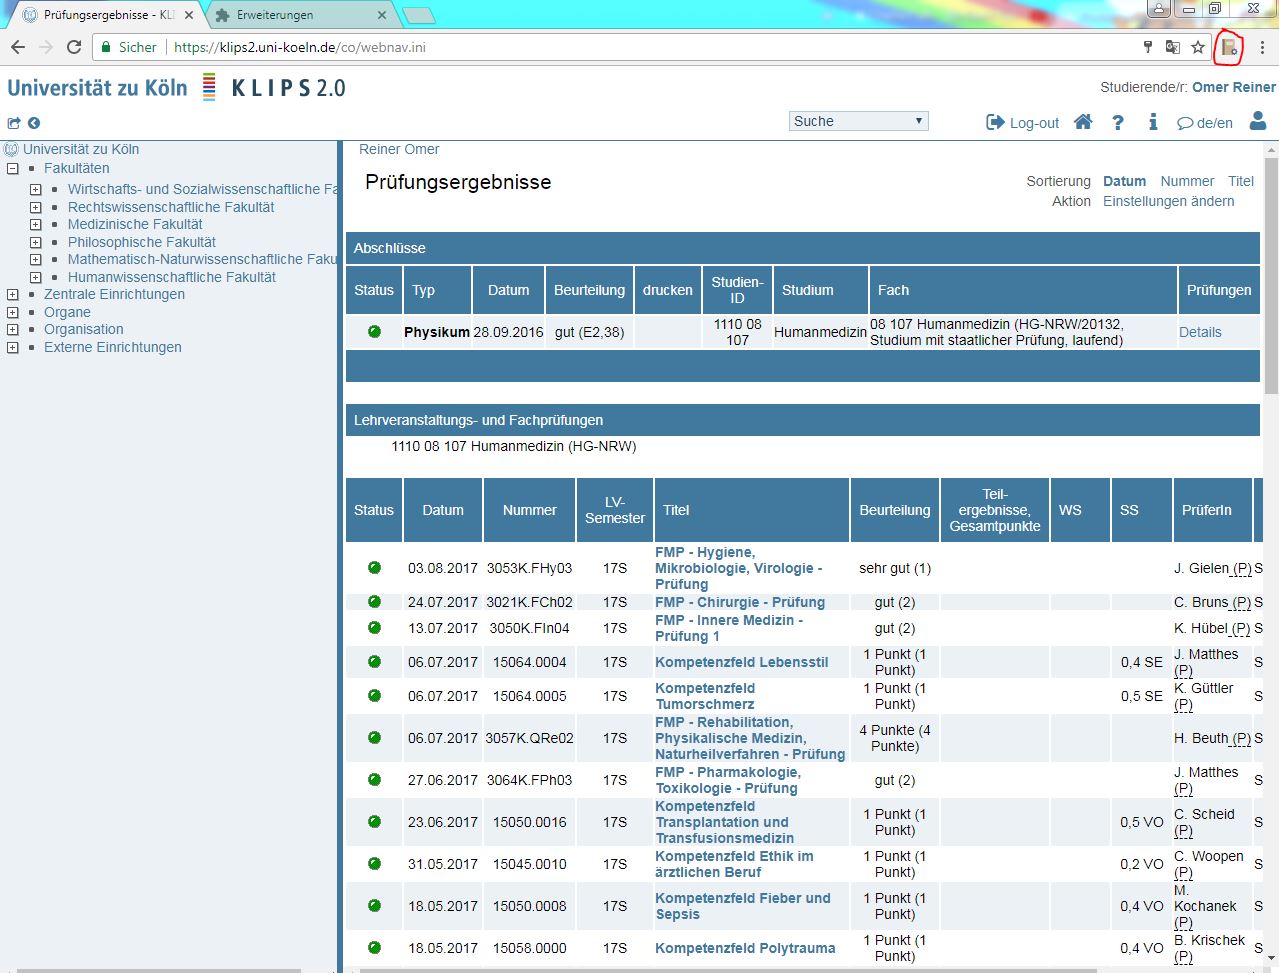 Prüfungsergebnisse - KLI
Erweiterungen
Sicher
https://klips2.uni-koeln.de/co/webnav.ini
Universität zu Köln
KLIPS 2.0
Studierende/r: Omer Reiner
Suche
Log-out
?
i
de/en
Universität zu Köln
Fakultäten
Wirtschafts- und Sozialwissenschaftliche Fa
Rechtswissenschaftliche Fakultät
Medizinische Fakultät
Philosophische Fakultät
Mathematisch-Naturwissenschaftliche Faku
Humanwissenschaftliche Fakultät
Zentrale Einrichtungen
Organe
Organisation
Externe Einrichtungen
Reiner Omer
Prüfungsergebnisse
Sortierung Datum Nummer Titel
Aktion Einstellungen ändern
Abschlüsse
Status Typ Datum Beurteilung drucken Studien-
ID Studium Fach Prüfungen
Physikum 28.09.2016 gut (E2,38) 1110 08
107 Humanmedizin 08 107 Humanmedizin (HG-NRW/20132,
Studium mit staatlicher Prüfung, laufend) Details
Lehrveranstaltungs- und Fachprüfungen
1110 08 107 Humanmedizin (HG-NRW)
Status Datum Nummer LV-
Semester Titel Beurteilung Teil-
ergebnisse,
Gesamtpunkte WS SS PrüferIn
03.08.2017 3053K.FHy03 17S FMP - Hygiene,
Mikrobiologie, Virologie -
Prüfung sehr gut (1) J. Gielen (P) S
24.07.2017 3021K.FCh02 17S FMP - Chirurgie - Prüfung gut (2) C. Bruns (P) S
13.07.2017 3050K.FIn04 17S FMP - Innere Medizin -
Prüfung 1 gut (2) K. Hübel (P) S
06.07.2017 15064.0004 17S Kompetenzfeld Lebensstil 1 Punkt (1
Punkt) 0,4 SE J. Matthes
(P) S
06.07.2017 15064.0005 17S Kompetenzfeld
Tumorschmerz 1 Punkt (1
Punkt) 0,5 SE K. Güttler
(P) S
06.07.2017 3057K.QRe02 17S FMP - Rehabilitation,
Physikalische Medizin,
Naturheilverfahren - Prüfung 4 Punkte (4
Punkte) H. Beuth (P) S
27.06.2017 3064K.FPh03 17S FMP - Pharmakologie,
Toxikologie - Prüfung gut (2) J. Matthes
(P) S
23.06.2017 15050.0016 17S Kompetenzfeld
Transplantation und
Transfusionsmedizin 1 Punkt (1
Punkt) 0,5 VO C. Scheid
(P) S
31.05.2017 15045.0010 17S Kompetenzfeld Ethik im
ärztlichen Beruf 1 Punkt (1
Punkt) 0,2 VO C. Woopen
(P) S
18.05.2017 15050.0008 17S Kompetenzfeld Fieber und
Sepsis 1 Punkt (1
Punkt) 0,4 VO M.
Kochanek
(P) S
18.05.2017 15058.0000 17S Kompetenzfeld Polytrauma 1 Punkt (1
Punkt) 0,4 VO B. Krischek
(P) S